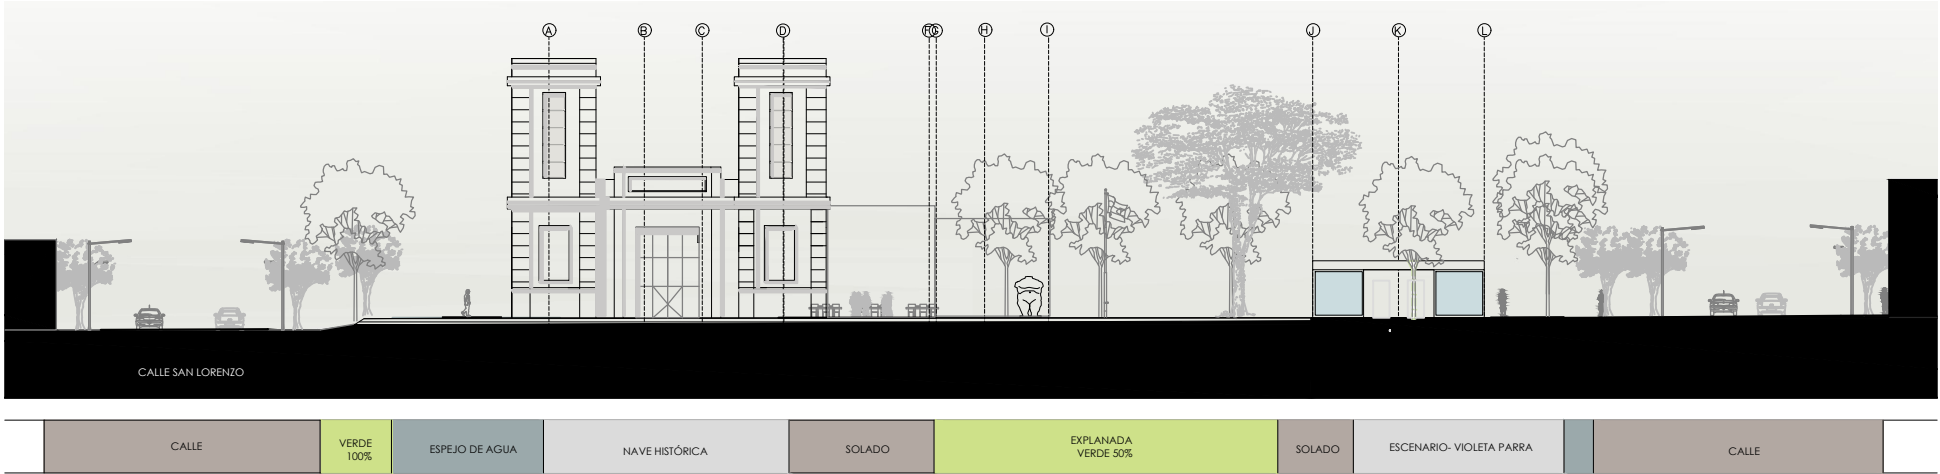 A B C D F G H I J K L
CALLE SAN LORENZO
CALLE
VERDE
100%
ESPEJO DE AGUA
NAVE HISTÓRICA
SOLADO
EXPLANADA
VERDE 50%
SOLADO
ESCENARIO- VIOLETA PARRA
CALLE